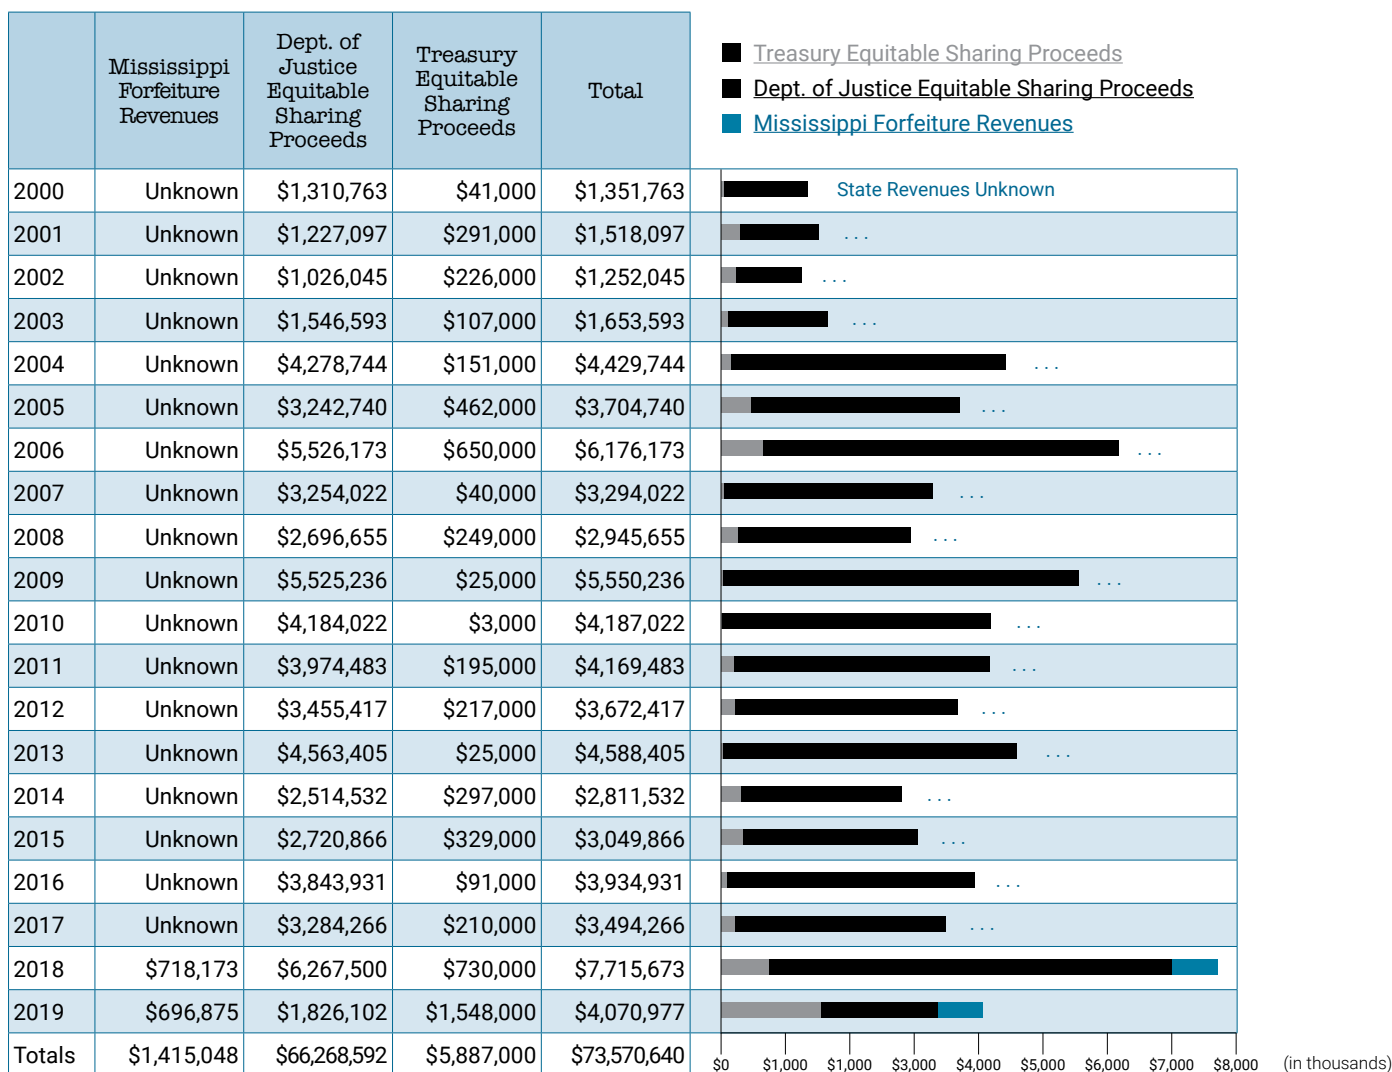 Mississippi
Forfeiture
Revenues
Dept. of
Justice
Equitable
Sharing
Proceeds
Treasury
Equitable
Sharing
Proceeds
Total
Treasury Equitable Sharing Proceeds
Dept. of Justice Equitable Sharing Proceeds
Mississippi Forfeiture Revenues
2000 Unknown $1,310,763 $41,000 $1,351,763 State Revenues Unknown
2001 Unknown $1,227,097 $291,000 $1,518,097 ...
2002 Unknown $1,026,045 $226,000 $1,252,045 ...
2003 Unknown $1,546,593 $107,000 $1,653,593 ...
2004 Unknown $4,278,744 $151,000 $4,429,744 ...
2005 Unknown $3,242,740 $462,000 $3,704,740 ...
2006 Unknown $5,526,173 $650,000 $6,176,173 ...
2007 Unknown $3,254,022 $40,000 $3,294,022 ...
2008 Unknown $2,696,655 $249,000 $2,945,655 ...
2009 Unknown $5,525,236 $25,000 $5,550,236 ...
2010 Unknown $4,184,022 $3,000 $4,187,022 ...
2011 Unknown $3,974,483 $195,000 $4,169,483 ...
2012 Unknown $3,455,417 $217,000 $3,672,417 ...
2013 Unknown $4,563,405 $25,000 $4,588,405 ...
2014 Unknown $2,514,532 $297,000 $2,811,532 ...
2015 Unknown $2,720,866 $329,000 $3,049,866 ...
2016 Unknown $3,843,931 $91,000 $3,934,931 ...
2017 Unknown $3,284,266 $210,000 $3,494,266 ...
2018 $718,173 $6,267,500 $730,000 $7,715,673
2019 $696,875 $1,826,102 $1,548,000 $4,070,977
Totals $1,415,048 $66,268,592 $5,887,000 $73,570,640
$0 $1,000 $1,000 $3,000 $4,000 $5,000 $6,000 $7,000 $8,000 (in thousands)